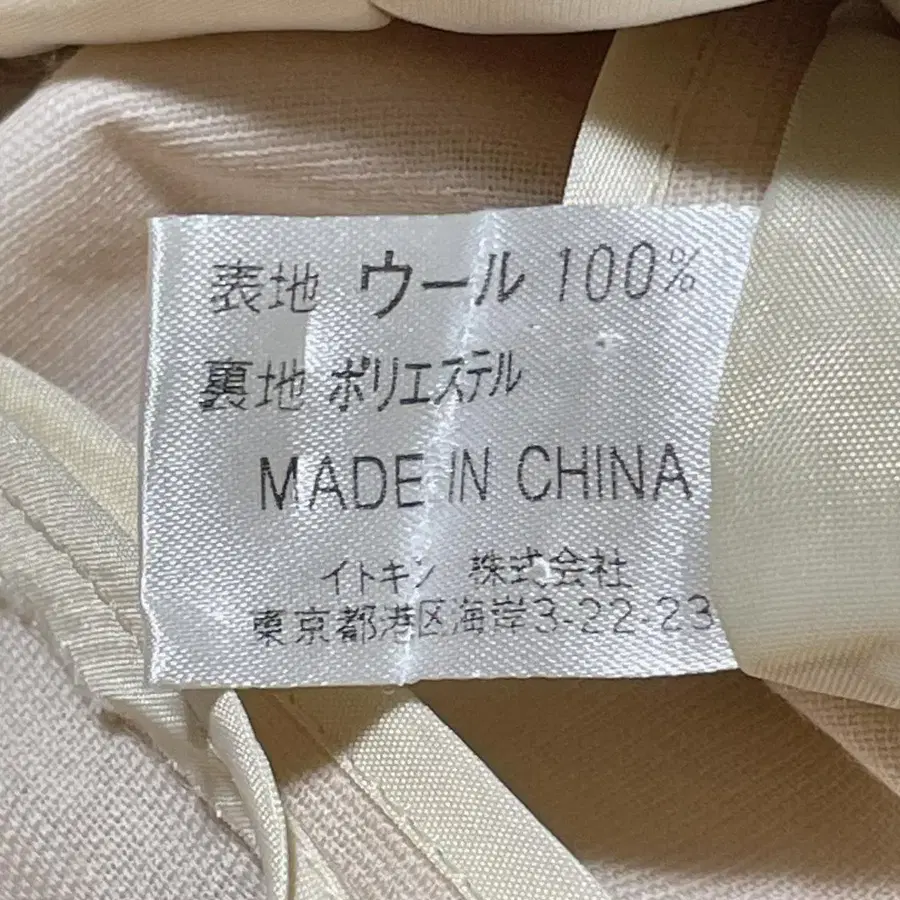 表地 ウール 100%
裏地 ポリエステル
MADE IN CHINA
イトキン 株式会社
東京都港区海岸3-22-23